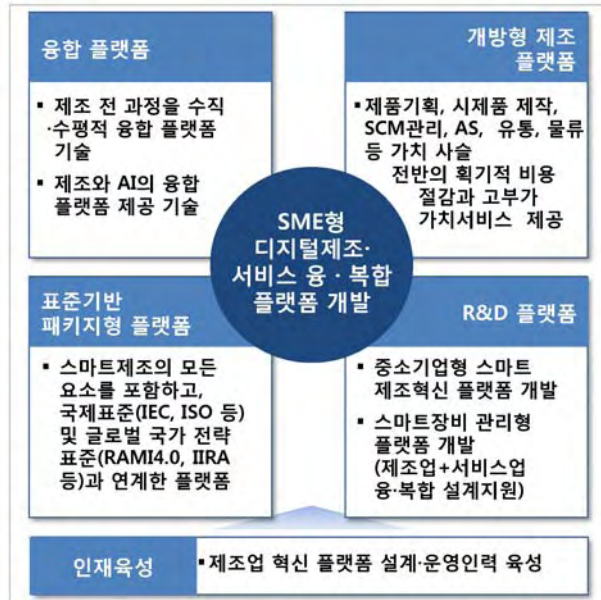 융합 플랫폼
▪ 제조 전 과정을 수직
·수평적 융합 플랫폼
기술
▪ 제조와 AI의 융합
플랫폼 제공 기술
개방형 제조
플랫폼
▪제품기획, 시제품 제작,
SCM관리, AS, 유통, 물류
등 가치 사슬
전반의 획기적 비용
절감과 고부가
가치서비스 제공
SME형
디지털제조·
서비스 융 · 복합
플랫폼 개발
표준기반
패키지형 플랫폼
▪ 스마트제조의 모든
요소를 포함하고,
국제표준(IEC, ISO 등)
및 글로벌 국가 전략
표준(RAMI4.0, IIRA
등)과 연계한 플랫폼
R&D 플랫폼
▪ 중소기업형 스마트
제조혁신 플랫폼 개발
▪ 스마트장비 관리형
플랫폼 개발
(제조업+서비스업
융·복합 설계지원)
인재육성
▪제조업 혁신 플랫폼 설계·운영인력 육성